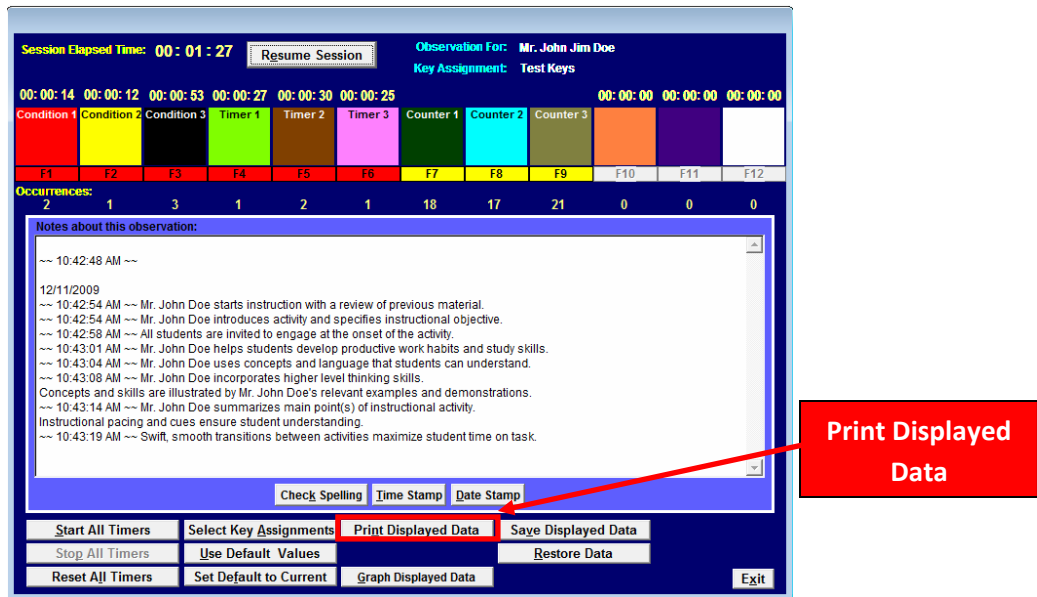 Session Elapsed Time: 00: 01: 27 Resume Session Observation For: Mr. John Jim Doe
Key Assignment: Test Keys
00: 00: 14 00: 00: 12 00: 00: 53 00: 00: 27 00: 00: 30 00: 00: 25 00: 00: 00 00: 00: 00 00: 00: 00
Condition 1 Condition 2 Condition 3 Timer 1 Timer 2 Timer 3 Counter 1 Counter 2 Counter 3
F1 F2 F3 F4 F5 F6 F7 F8 F9 F10 F11 F12
Occurrences:
2 1 3 1 2 1 18 17 21 0 0 0
Notes about this observation:
~~ 10:42:48 AM ~~
12/11/2009
~~ 10:42:54 AM ~~ Mr. John Doe starts instruction with a review of previous material.
~~ 10:42:54 AM ~~ Mr. John Doe introduces activity and specifies instructional objective.
~~ 10:42:58 AM ~~ All students are invited to engage at the onset of the activity.
~~ 10:43:01 AM ~~ Mr. John Doe helps students develop productive work habits and study skills.
~~ 10:43:04 AM ~~ Mr. John Doe uses concepts and language that students can understand.
~~ 10:43:08 AM ~~ Mr. John Doe incorporates higher level thinking skills.
Concepts and skills are illustrated by Mr. John Doe's relevant examples and demonstrations.
~~ 10:43:14 AM ~~ Mr. John Doe summarizes main point(s) of instructional activity.
Instructional pacing and cues ensure student understanding.
~~ 10:43:19 AM ~~ Swift, smooth transitions between activities maximize student time on task.
Print Displayed
Data
Check Spelling Time Stamp Date Stamp
Start All Timers Select Key Assignments Print Displayed Data Save Displayed Data
Stop All Timers Use Default Values Restore Data
Reset All Timers Set Default to Current Graph Displayed Data Exit